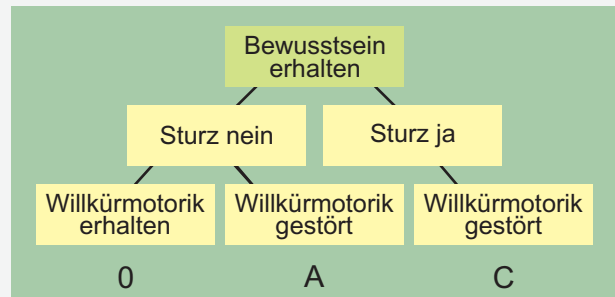 Bewusstsein
erhalten
Sturz nein
Sturz ja
Willkürmotorik
erhalten
Willkürmotorik
gestört
Willkürmotorik
gestört
0
A
C